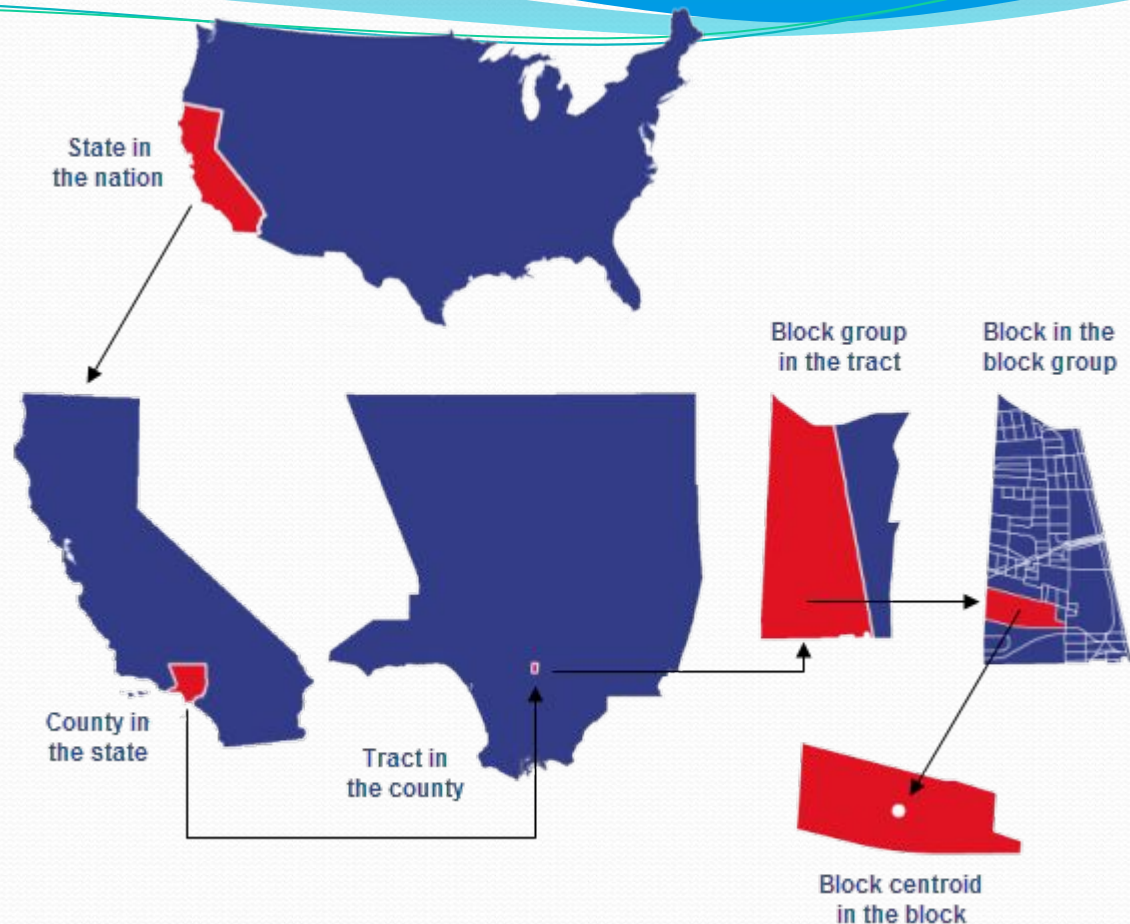 State in
the nation
Block group
in the tract
Block in the
block group
County in
the state
Tract in
the county
Block centroid
in the block